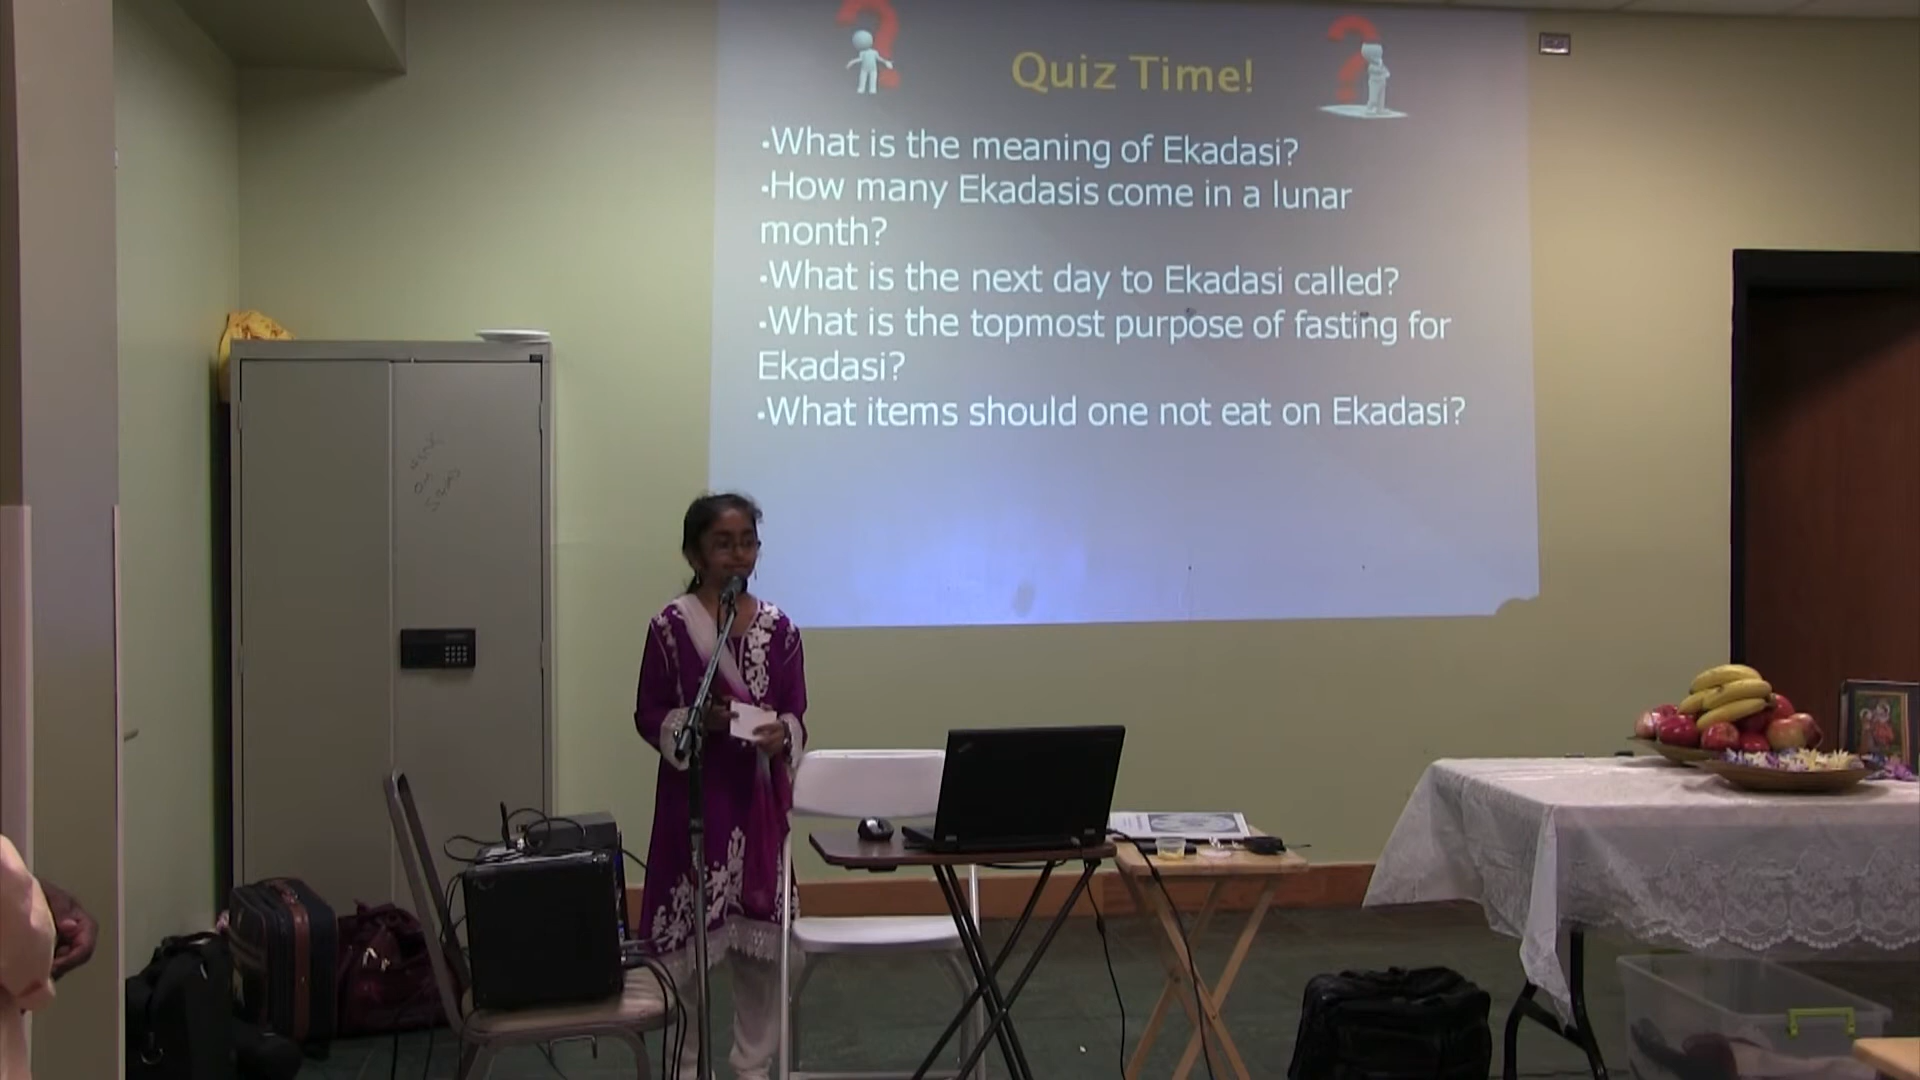 Quiz Time!
•What is the meaning of Ekadasi?
•How many Ekadasis come in a lunar
month?
•What is the next day to Ekadasi called?
•What is the topmost purpose of fasting for
Ekadasi?
•What items should one not eat on Ekadasi?